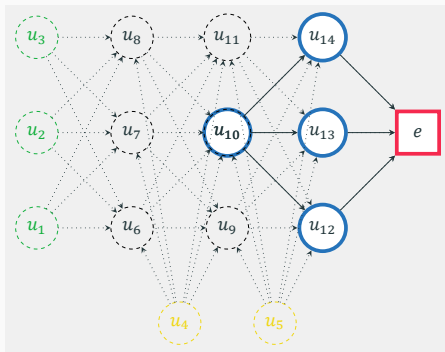 u₃ u₈ u₁₁ u₁₄
u₂ u₇ u₁₀ u₁₃ e
u₁ u₆ u₉ u₁₂
u₄ u₅